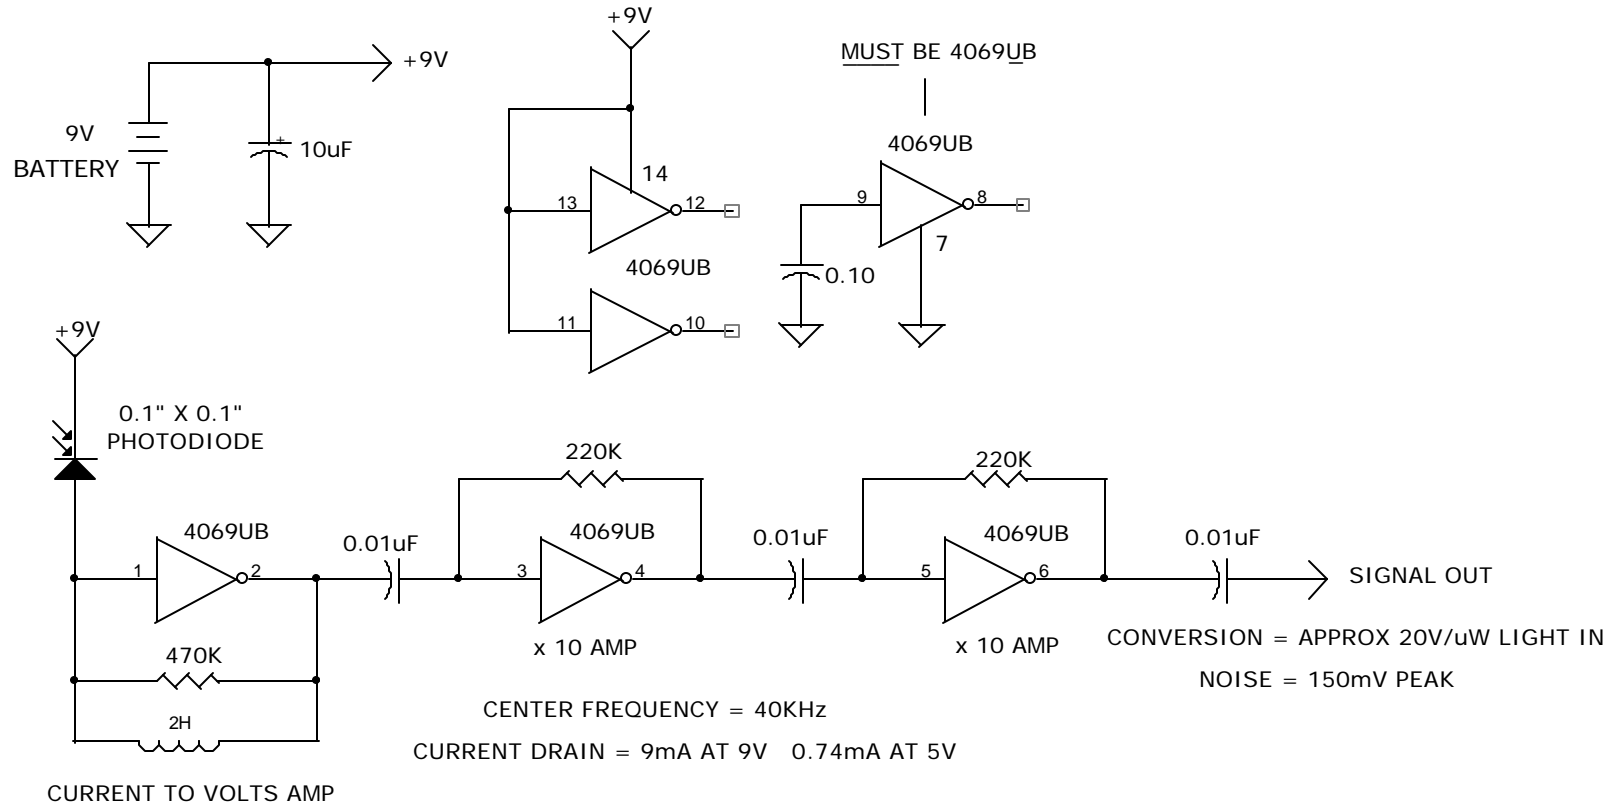 +9V
9V
BATTERY
+
10uF
+9V
14
13
12
4069UB
11
10
MUST BE 4069UB
4069UB
9
8
7
0.10
+9V
0.1" X 0.1"
PHOTODIODE
4069UB
1
2
470K
2H
CURRENT TO VOLTS AMP
0.01uF
220K
4069UB
3
4
x 10 AMP
0.01uF
220K
4069UB
5
6
x 10 AMP
0.01uF
SIGNAL OUT
CONVERSION = APPROX 20V/uW LIGHT IN
NOISE = 150mV PEAK
CENTER FREQUENCY = 40KHz
CURRENT DRAIN = 9mA AT 9V 0.74mA AT 5V